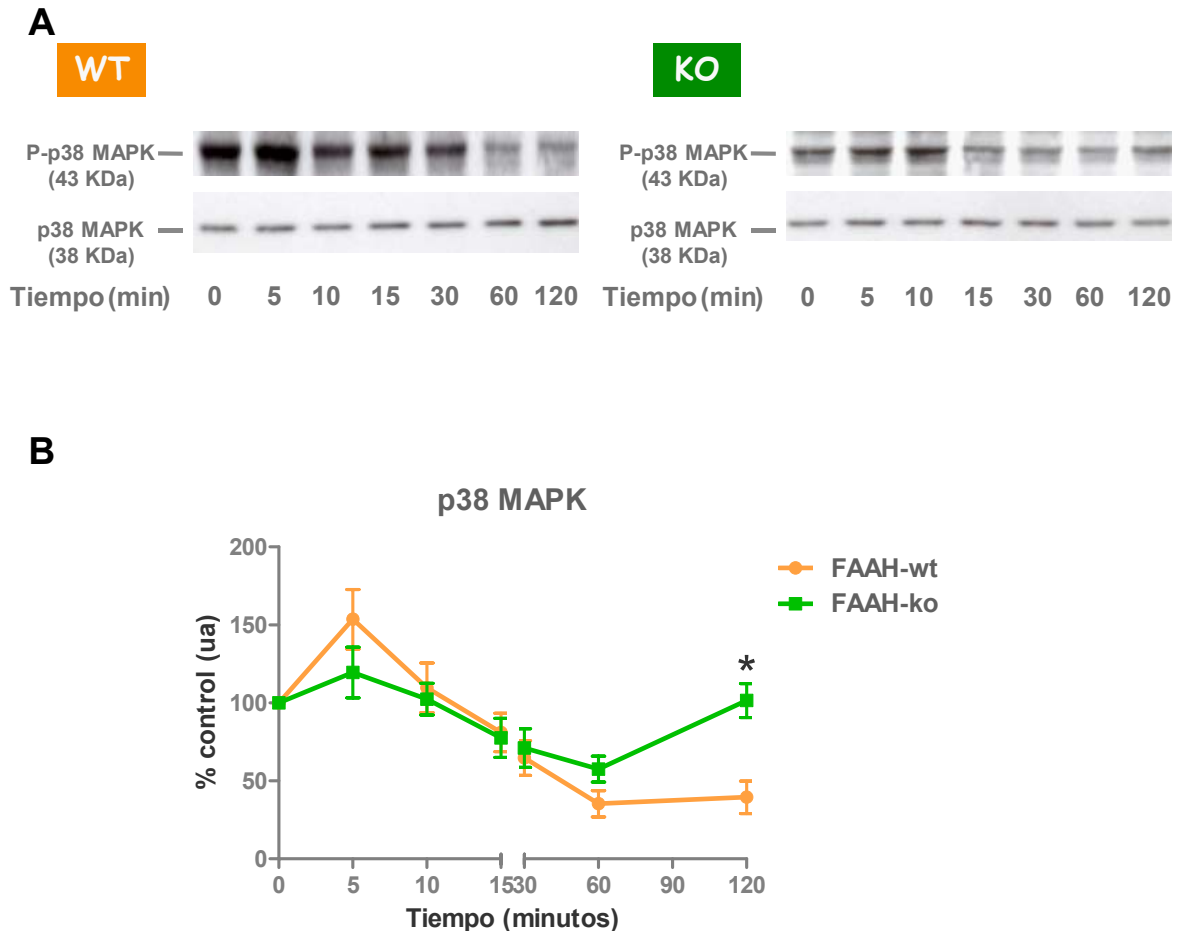 A
WT
KO
P-p38 MAPK
(43 KDa)
p38 MAPK
(38 KDa)
Tiempo (min) 0 5 10 15 30 60 120
P-p38 MAPK
(43 KDa)
p38 MAPK
(38 KDa)
Tiempo (min) 0 5 10 15 30 60 120
B
p38 MAPK
% control (ua)
200
150
100
50
0
*
FAAH-wt
FAAH-ko
0 5 10 15 30 60 90 120
Tiempo (minutos)